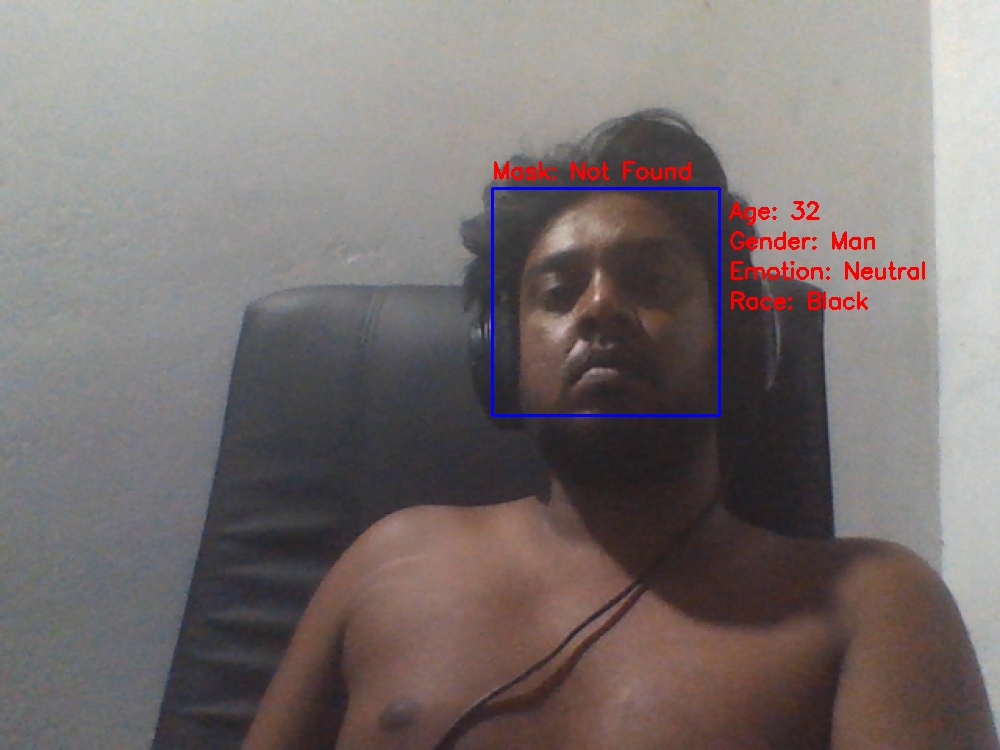 Mask: Not Found
Age: 32
Gender: Man
Emotion: Neutral
Race: Black